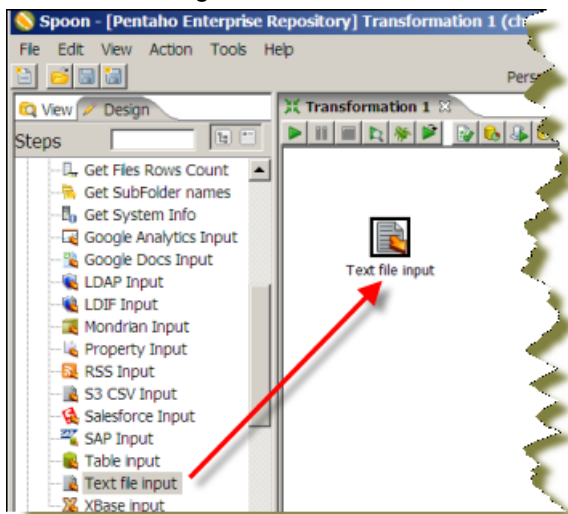 Spoon - [Pentaho Enterprise Repository] Transformation 1 (ch
File Edit View Action Tools Help
Pers
View Design
Transformation 1
Steps
Get Files Rows Count
Get SubFolder names
Get System Info
Google Analytics Input
Google Docs Input
LDAP Input
LDIF Input
Mondrian Input
Property Input
RSS Input
S3 CSV Input
Salesforce Input
SAP Input
Table input
Text file input
XBase input
Text file input